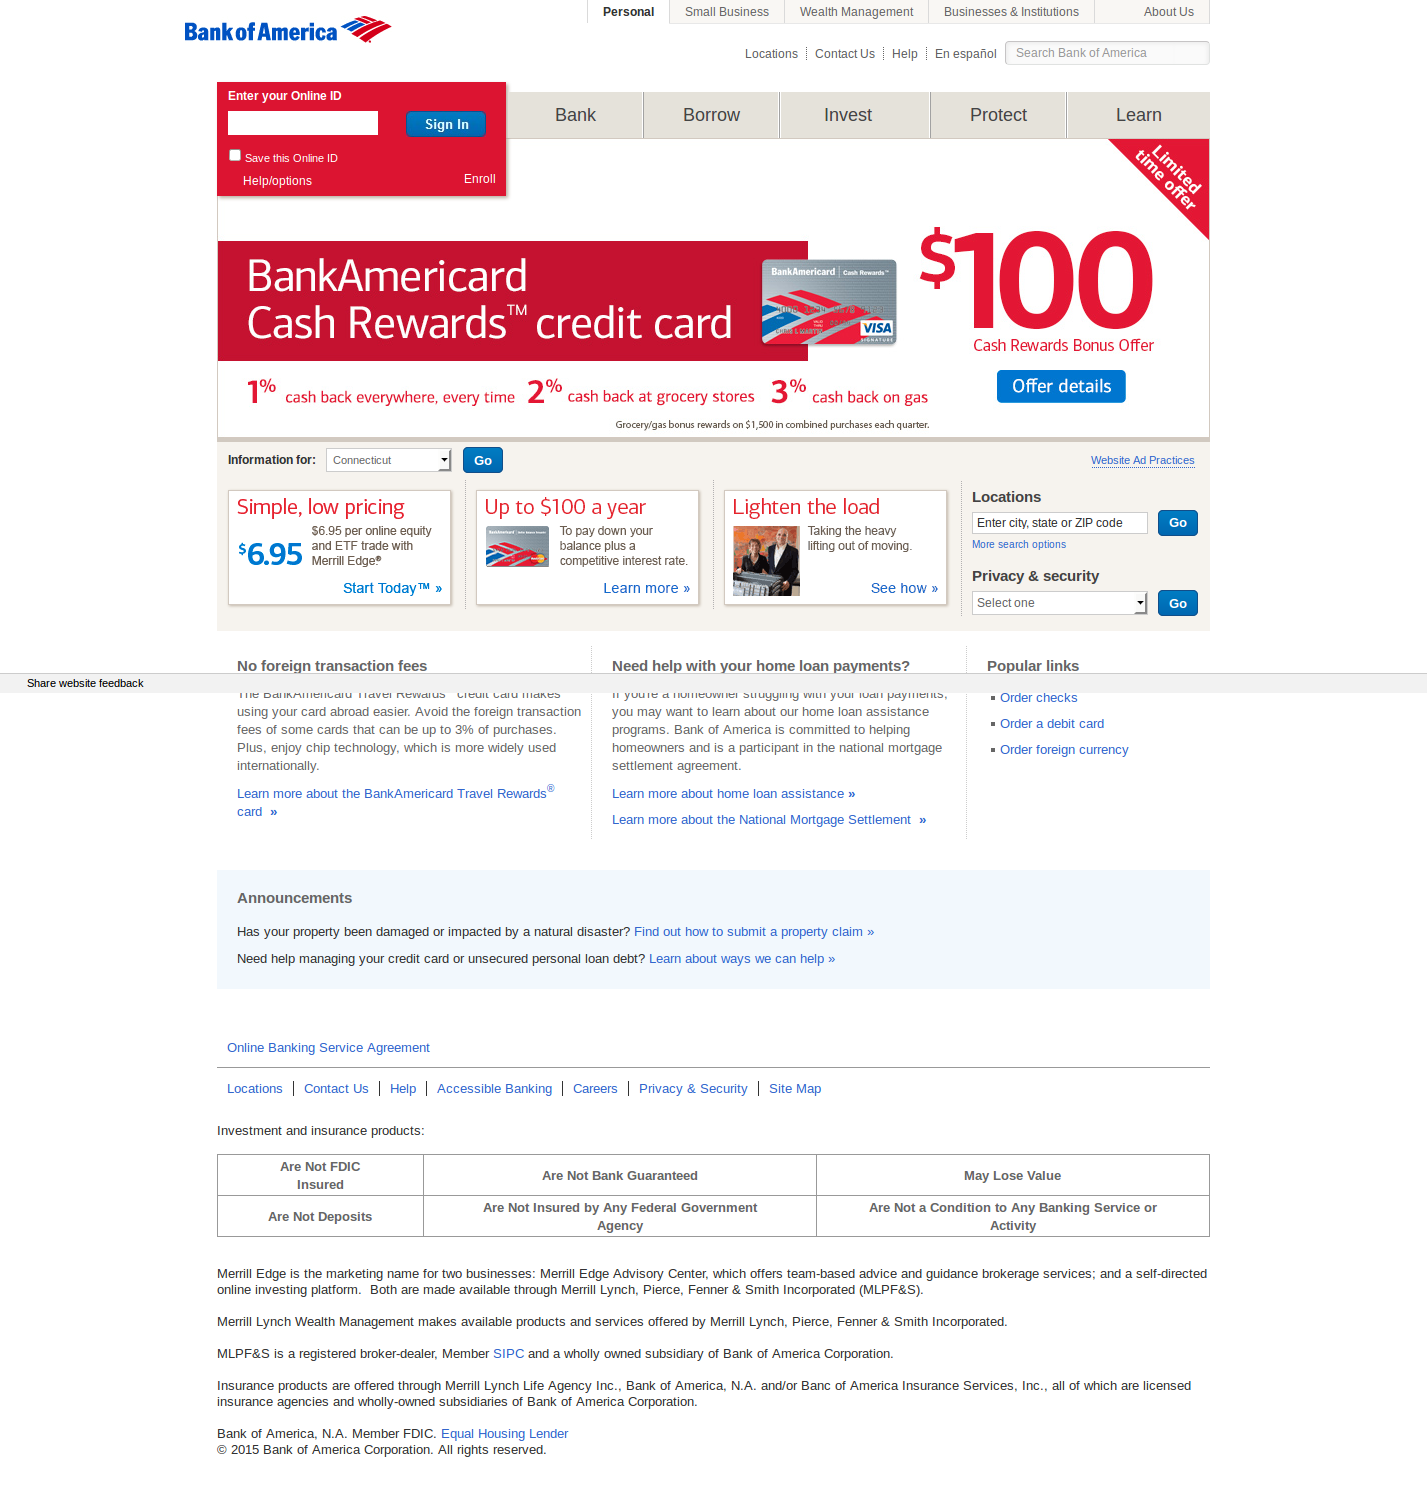 Personal
Small Business
Wealth Management
Businesses & Institutions
About Us
Bank of America
Locations
Contact Us
Help
En español
Search Bank of America
Enter your Online ID
Sign In
Save this Online ID
Help/options
Enroll
Bank
Borrow
Invest
Protect
Learn
Limited
time offer
BankAmericard
Cash Rewards™ credit card
BankAmericard Cash Rewards™
VISA
SIGNATURE
$100
Cash Rewards Bonus Offer
Offer details
1% cash back everywhere, every time
2% cash back at grocery stores
3% cash back on gas
Grocery/gas bonus rewards on $1,500 in combined purchases each quarter.
Information for:
Connecticut
Go
Website Ad Practices
Simple, low pricing
$6.95
$6.95 per online equity
and ETF trade with
Merrill Edge®
Start Today™ »
Up to $100 a year
BankAmericard
To pay down your
balance plus a
competitive interest rate.
Learn more »
Lighten the load
Taking the heavy
lifting out of moving.
See how »
Locations
Enter city, state or ZIP code
Go
More search options
Privacy & security
Select one
Go
No foreign transaction fees
Need help with your home loan payments?
Popular links
Share website feedback
The BankAmericard Travel Rewards credit card makes
using your card abroad easier. Avoid the foreign transaction
fees of some cards that can be up to 3% of purchases.
Plus, enjoy chip technology, which is more widely used
internationally.
Learn more about the BankAmericard Travel Rewards®
card »
If you're a homeowner struggling with your loan payments,
you may want to learn about our home loan assistance
programs. Bank of America is committed to helping
homeowners and is a participant in the national mortgage
settlement agreement.
Learn more about home loan assistance »
Learn more about the National Mortgage Settlement »
Order checks
Order a debit card
Order foreign currency
Announcements
Has your property been damaged or impacted by a natural disaster? Find out how to submit a property claim »
Need help managing your credit card or unsecured personal loan debt? Learn about ways we can help »
Online Banking Service Agreement
Locations
Contact Us
Help
Accessible Banking
Careers
Privacy & Security
Site Map
Investment and insurance products:
Are Not FDIC
Insured
Are Not Bank Guaranteed
May Lose Value
Are Not Deposits
Are Not Insured by Any Federal Government
Agency
Are Not a Condition to Any Banking Service or
Activity
Merrill Edge is the marketing name for two businesses: Merrill Edge Advisory Center, which offers team-based advice and guidance brokerage services; and a self-directed
online investing platform.  Both are made available through Merrill Lynch, Pierce, Fenner & Smith Incorporated (MLPF&S).
Merrill Lynch Wealth Management makes available products and services offered by Merrill Lynch, Pierce, Fenner & Smith Incorporated.
MLPF&S is a registered broker-dealer, Member SIPC and a wholly owned subsidiary of Bank of America Corporation.
Insurance products are offered through Merrill Lynch Life Agency Inc., Bank of America, N.A. and/or Banc of America Insurance Services, Inc., all of which are licensed
insurance agencies and wholly-owned subsidiaries of Bank of America Corporation.
Bank of America, N.A. Member FDIC. Equal Housing Lender
© 2015 Bank of America Corporation. All rights reserved.